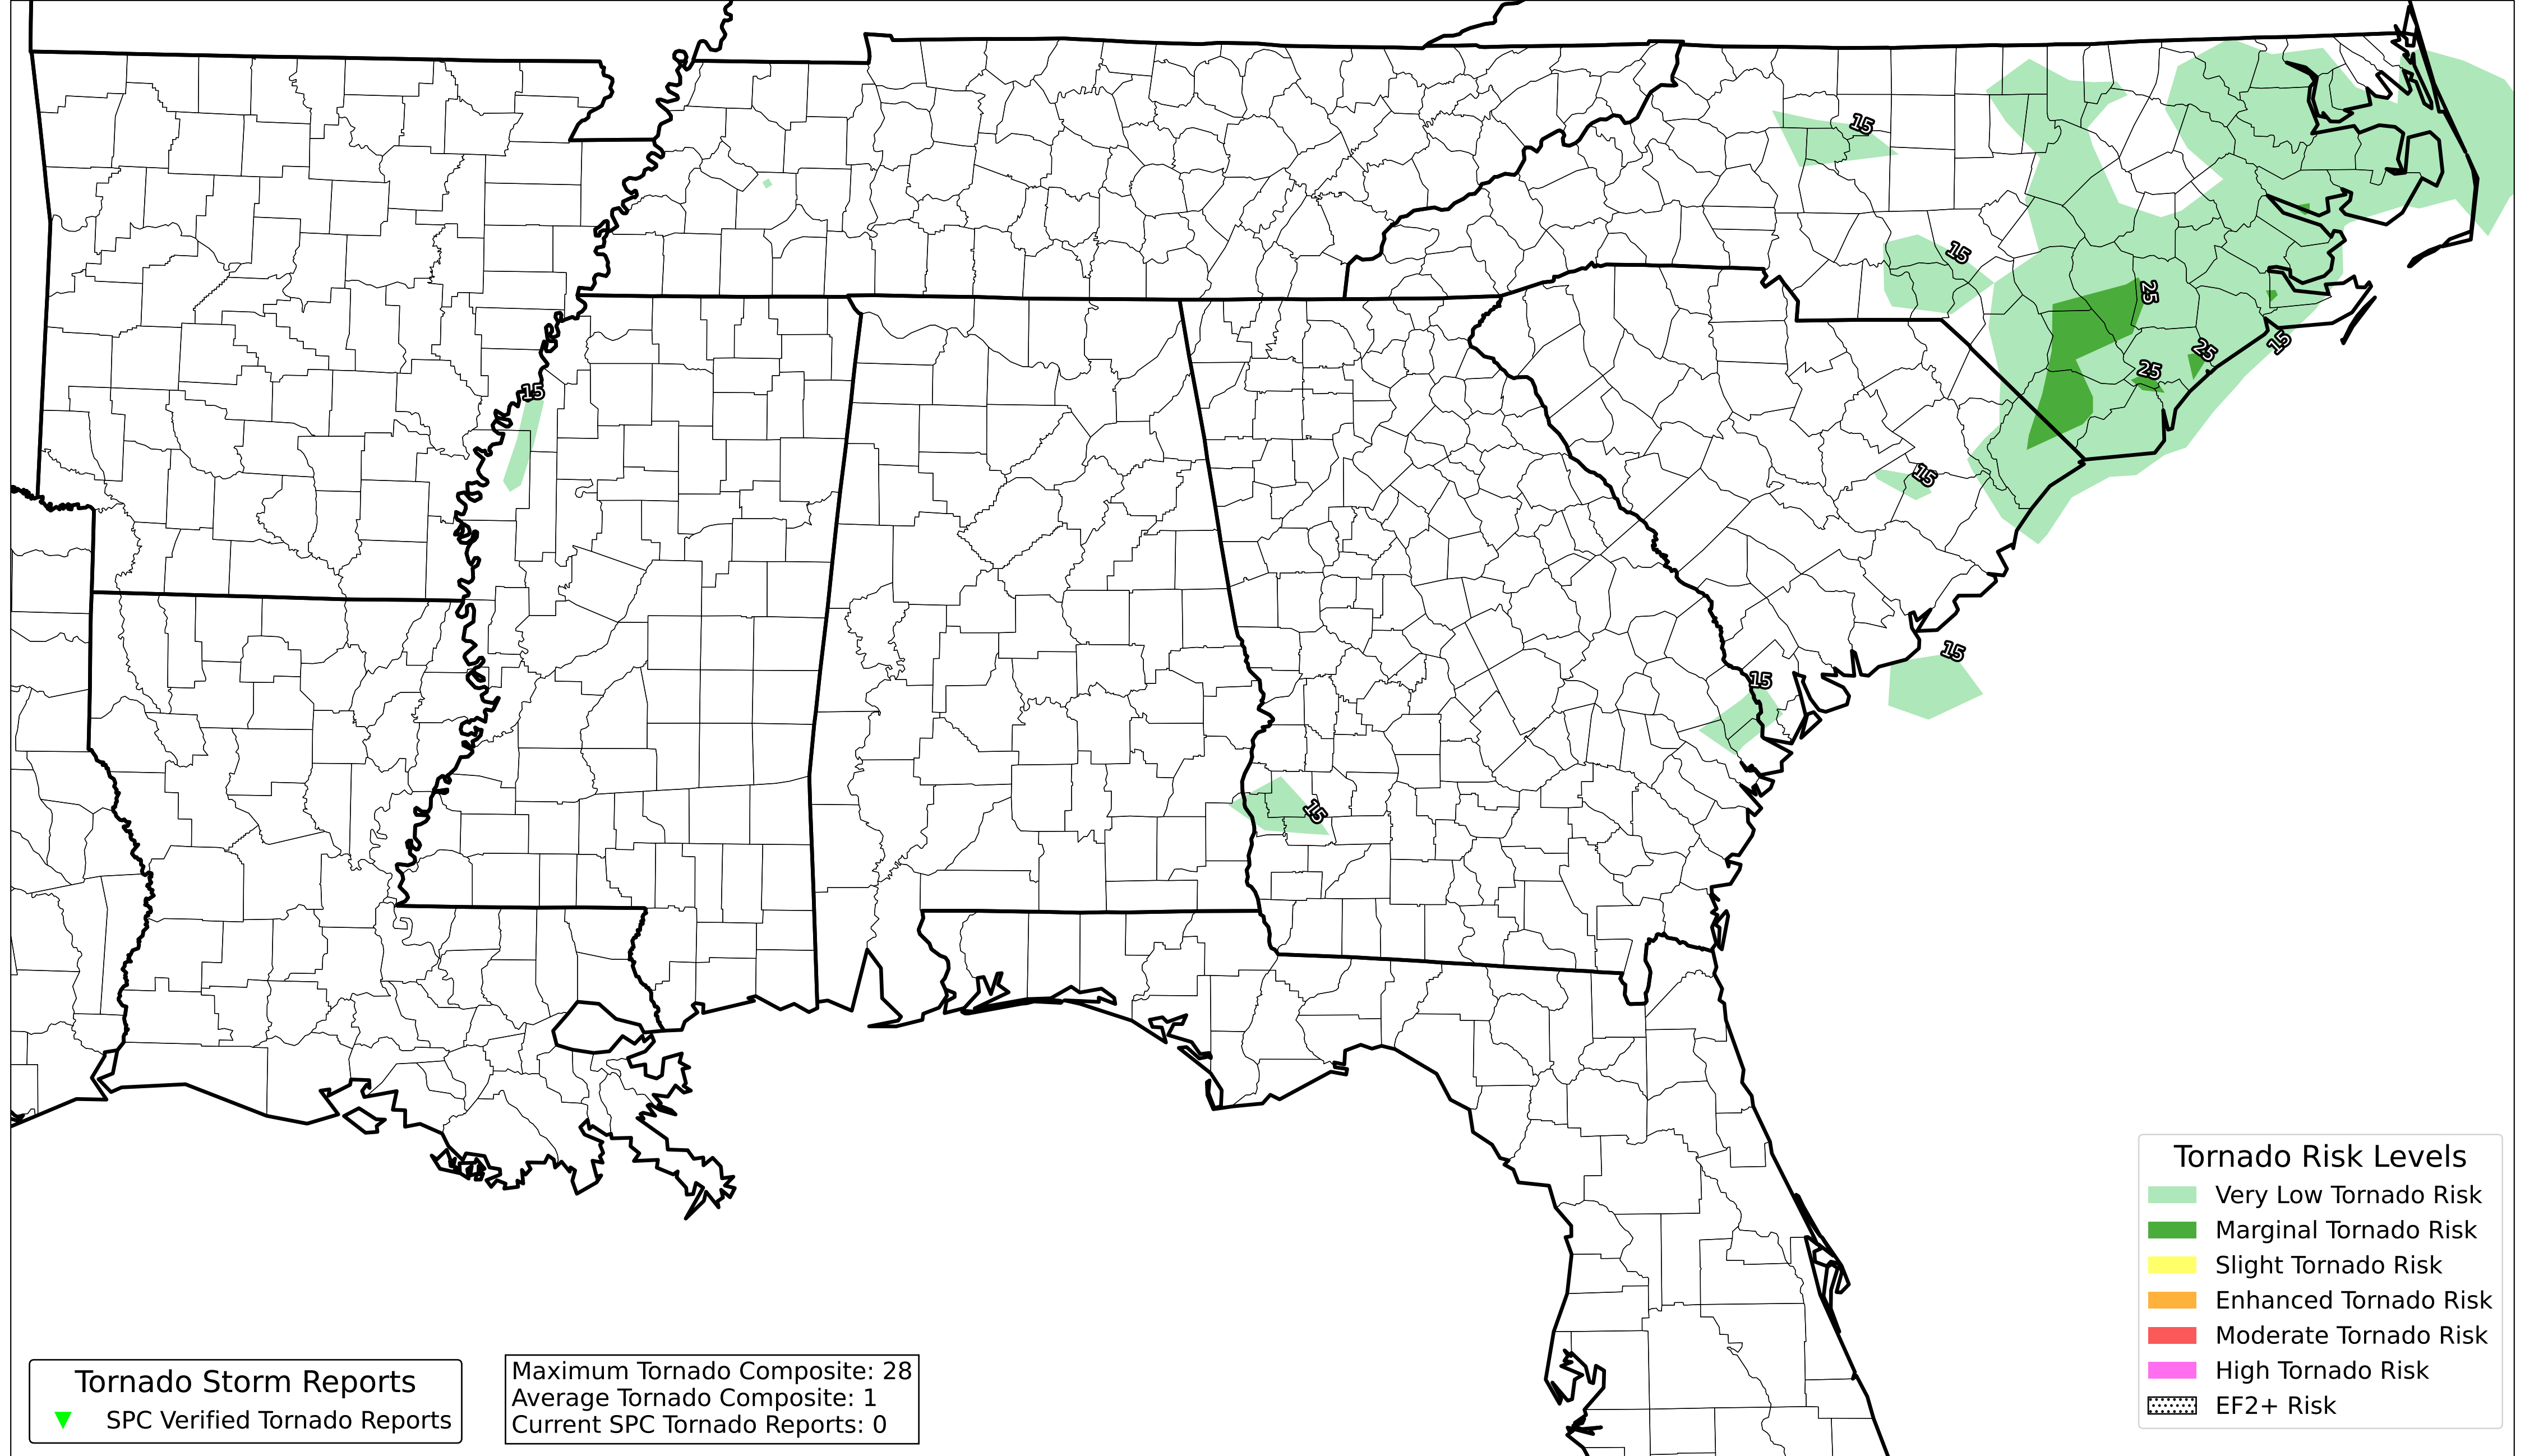 15
15
25
15
25
25
15
15
15
15
15
Tornado Risk Levels
Very Low Tornado Risk
Marginal Tornado Risk
Slight Tornado Risk
Enhanced Tornado Risk
Moderate Tornado Risk
High Tornado Risk
EF2+ Risk
Tornado Storm Reports
SPC Verified Tornado Reports
Maximum Tornado Composite: 28
Average Tornado Composite: 1
Current SPC Tornado Reports: 0